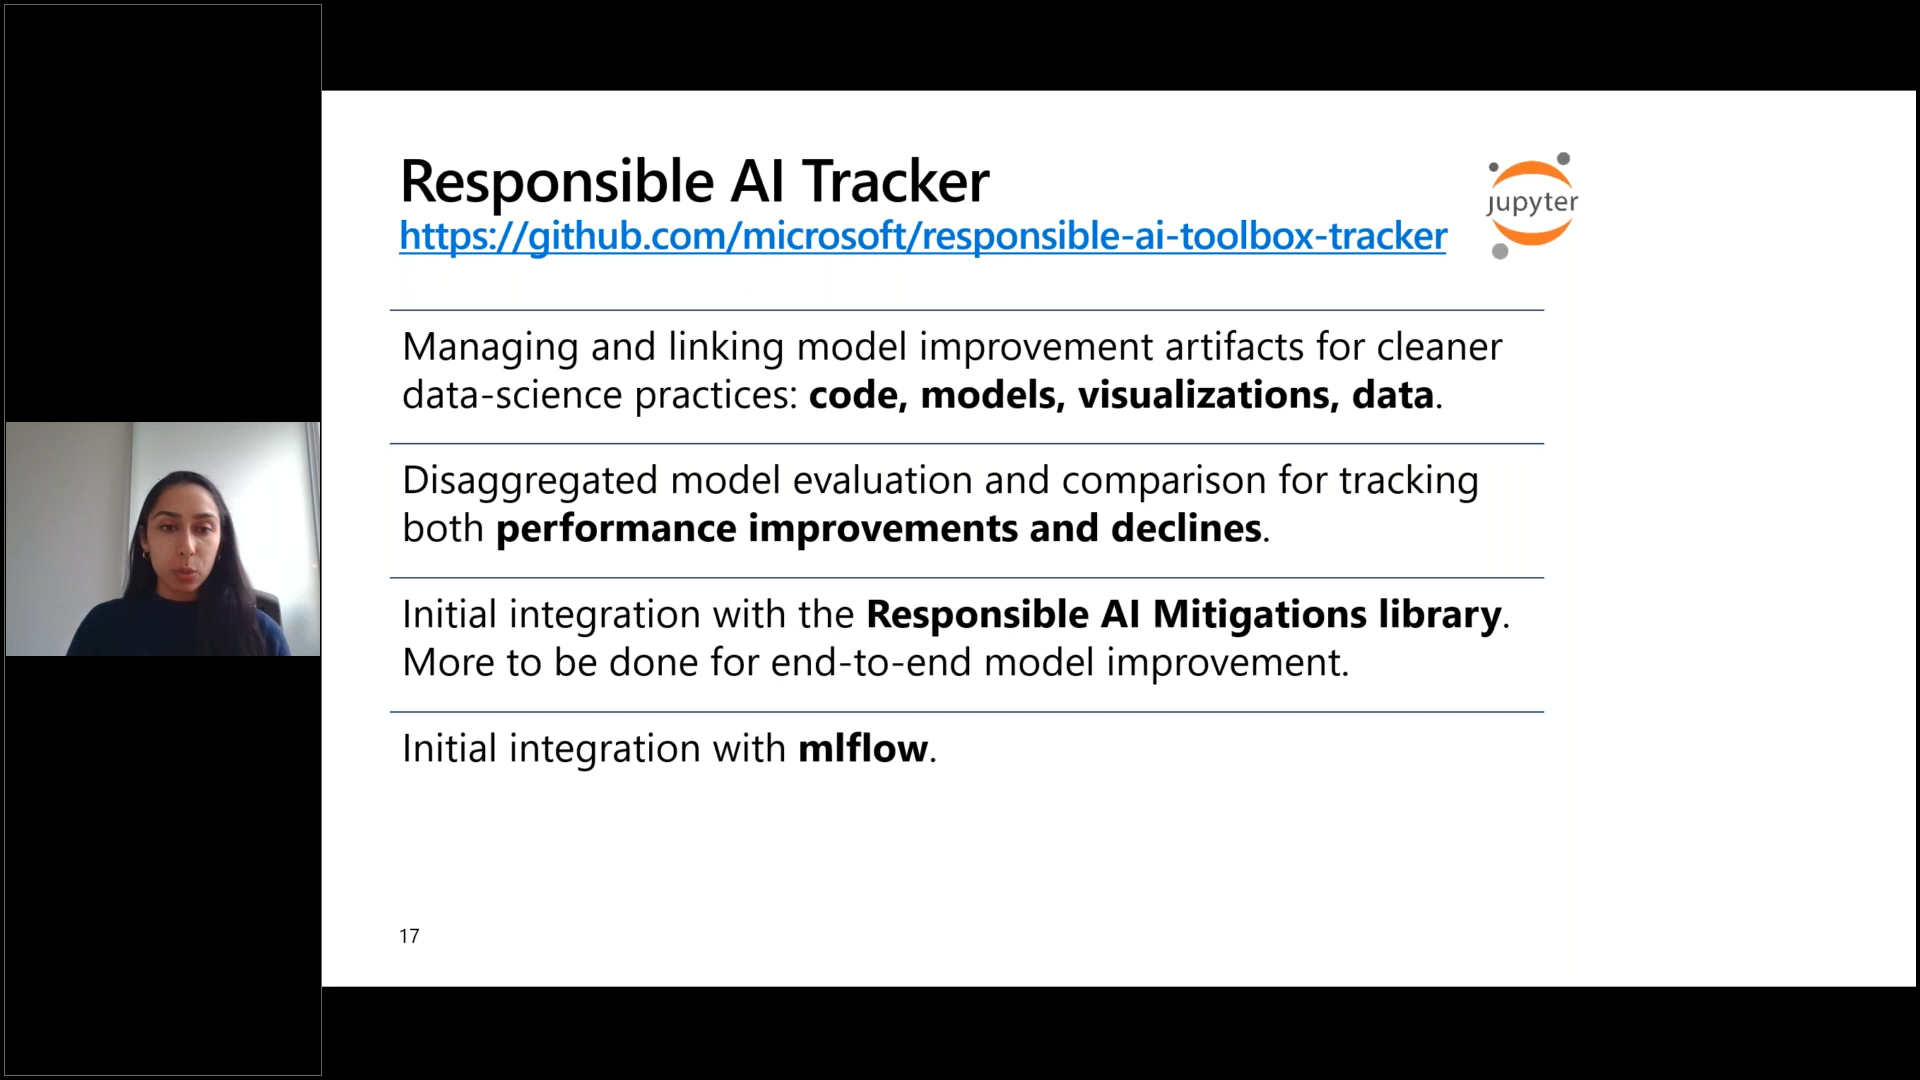 Responsible AI Tracker
https://github.com/microsoft/responsible-ai-toolbox-tracker
jupyter
Managing and linking model improvement artifacts for cleaner
data-science practices: code, models, visualizations, data.
Disaggregated model evaluation and comparison for tracking
both performance improvements and declines.
Initial integration with the Responsible AI Mitigations library.
More to be done for end-to-end model improvement.
Initial integration with mlflow.
17